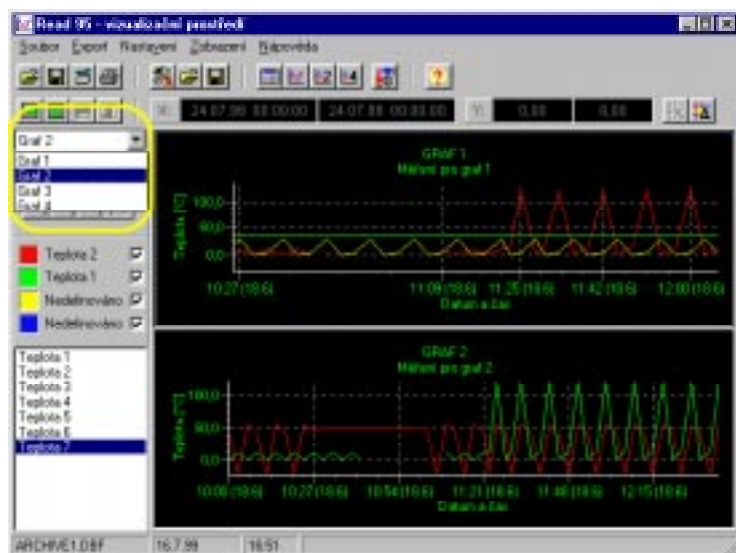 Read 95 - vizualizační prostředí
Soubor Export Nastavení Zobrazení Nápověda
X: 24.07.98 00:00:00 24.07.98 00:00:00 Y: 0,00 0,00
Graf 2
Graf 1
Graf 2
Graf 3
Graf 4
Teplota 2
Teplota 1
Nedefinováno
Nedefinováno
Teplota 1
Teplota 2
Teplota 3
Teplota 4
Teplota 5
Teplota 6
Teplota 7
GRAF 1
Měření pro graf 1
Teplota [°C]
100,0
50,0
0,0
10:27(18.6) 11:09(18.6) 11:25(18.6) 11:42(18.6) 12:00(18.6)
Datum a čas
GRAF 2
Měření pro graf 2
Teplota [°C]
100,0
50,0
0,0
10:08(18.6) 10:27(18.6) 10:54(18.6) 11:21(18.6) 11:48(18.6) 12:15(18.6)
Datum a čas
ARCHIVE1.DBF 16.7.99 16:51